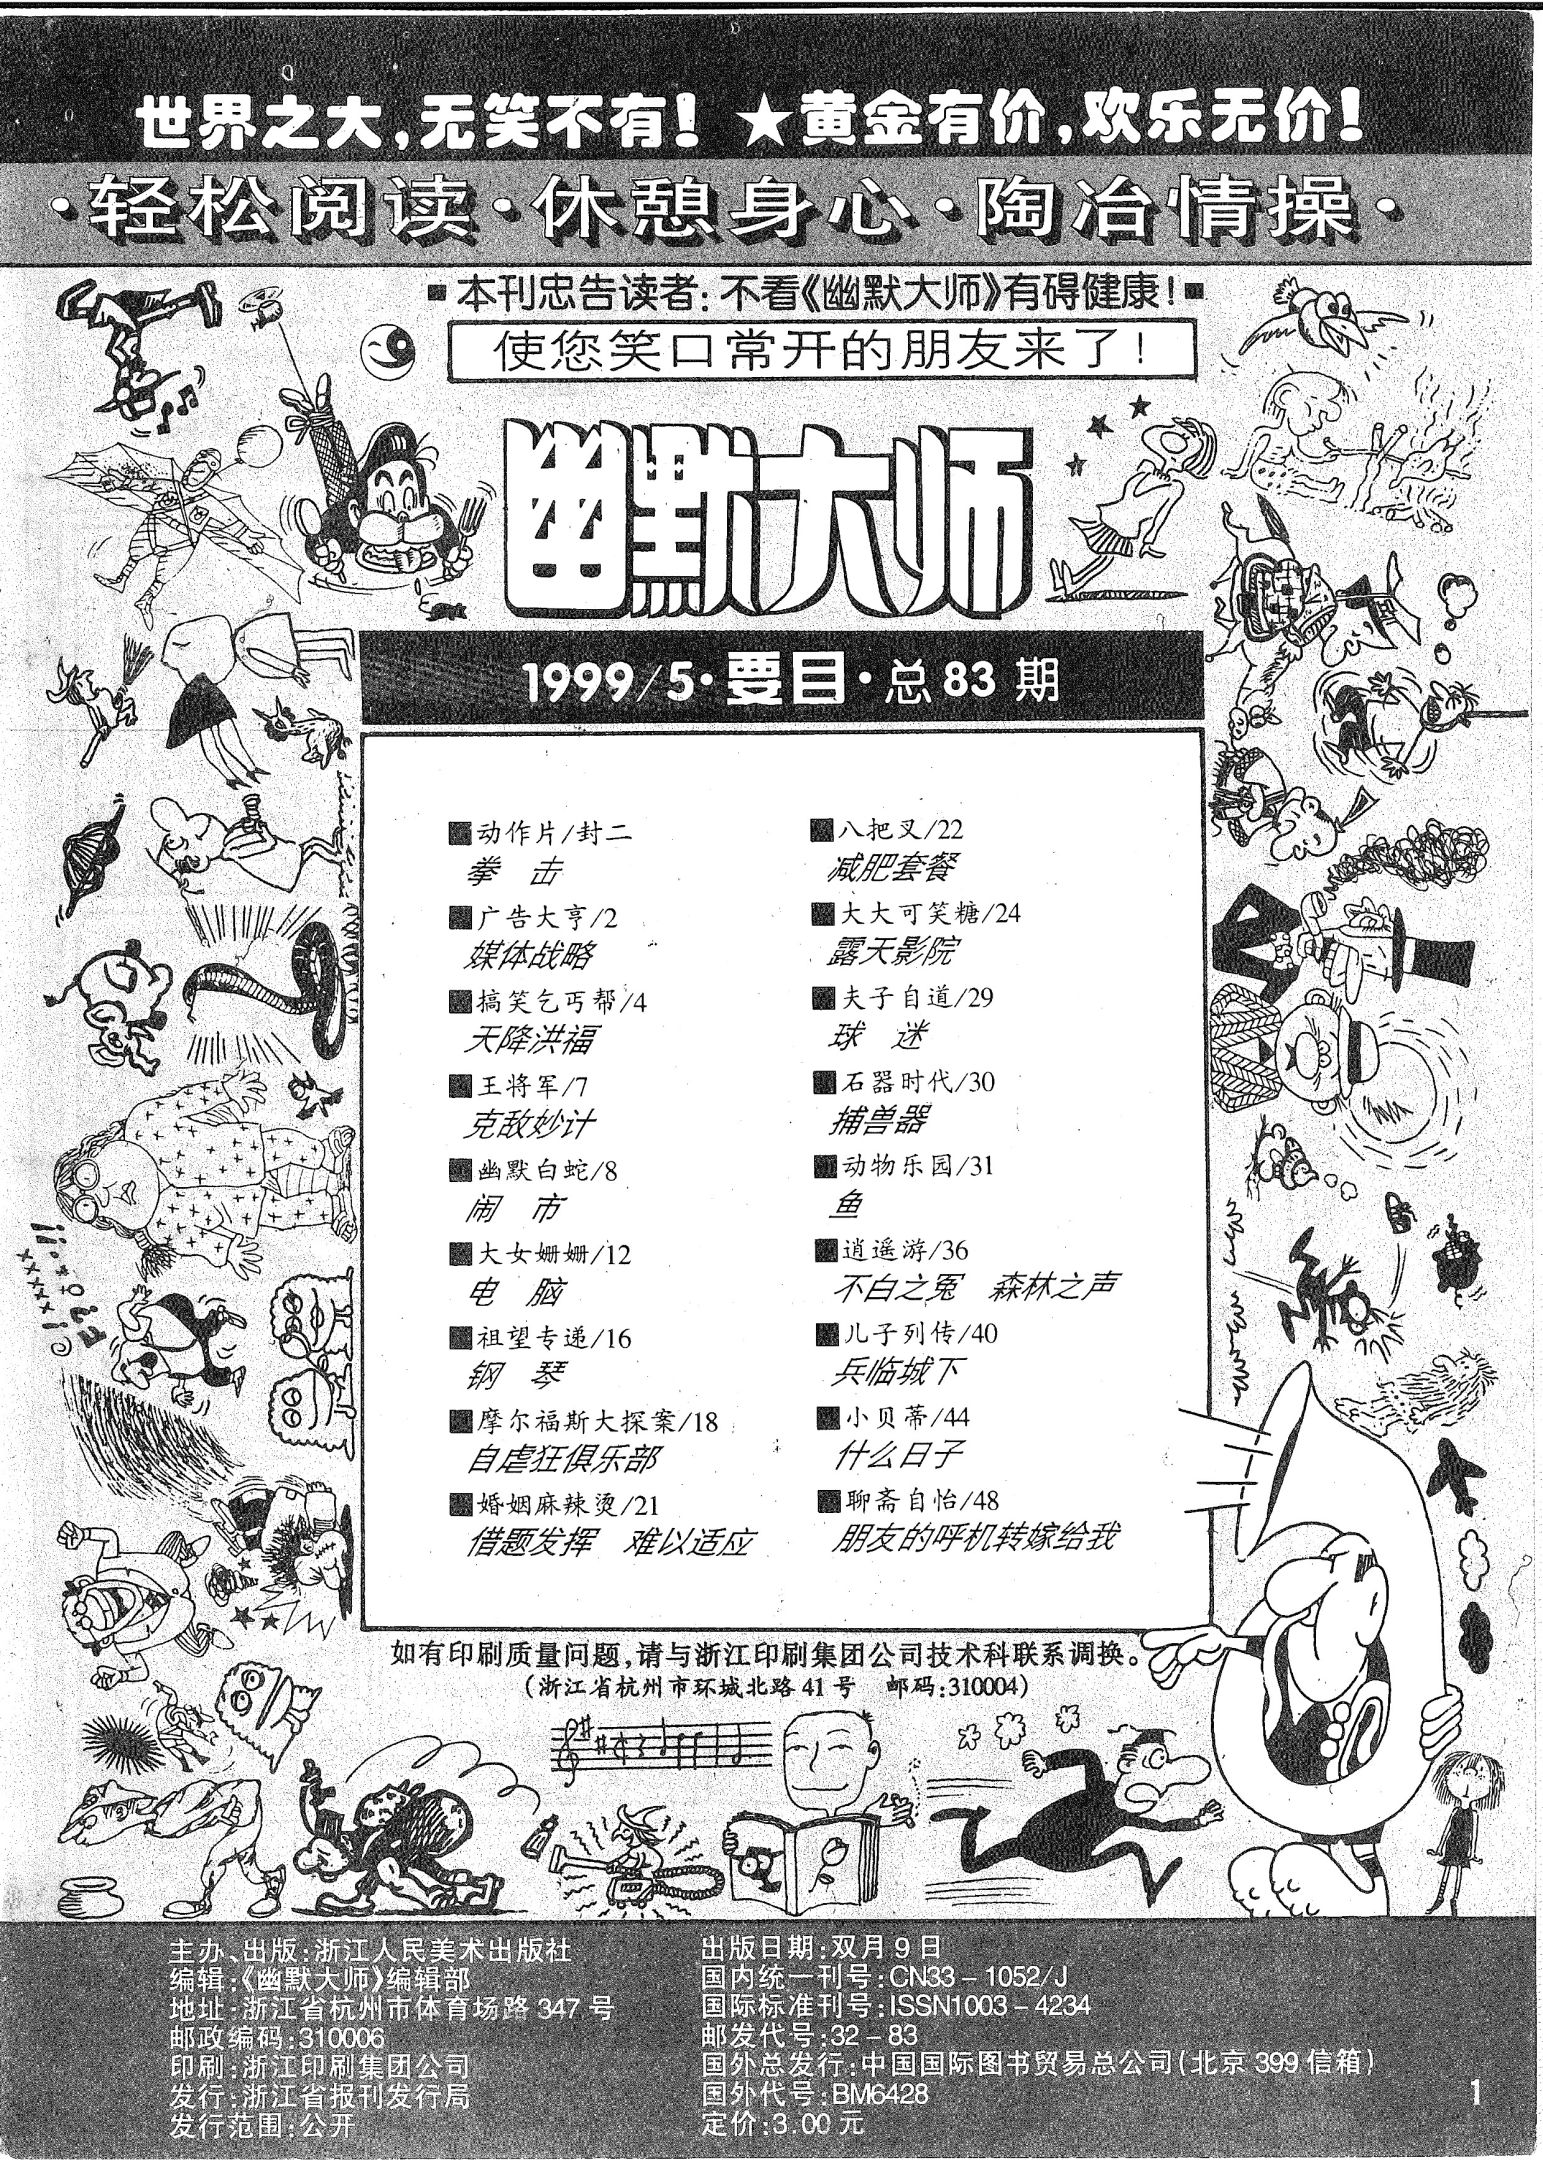 世界之大,无笑不有! ★黄金有价,欢乐无价!
·轻松阅读·休憩身心·陶冶情操·
■本刊忠告读者:不看《幽默大师》有碍健康!■
使您笑口常开的朋友来了!
幽默大师
1999/5·要目·总83期
■动作片/封二
拳 击
■广告大亨/2
媒体战略
■搞笑乞丐帮/4
天降洪福
■王将军/7
克敌妙计
■幽默白蛇/8
闹 市
■大女姗姗/12
电 脑
■祖望专递/16
钢 琴
■摩尔福斯大探案/18
自虐狂俱乐部
■婚姻麻辣烫/21
借题发挥 难以适应
■八把叉/22
减肥套餐
■大大可笑糖/24
露天影院
■夫子自道/29
球 迷
■石器时代/30
捕兽器
■动物乐园/31
鱼
■逍遥游/36
不白之冤 森林之声
■儿子列传/40
兵临城下
■小贝蒂/44
什么日子
■聊斋自怡/48
朋友的呼机转嫁给我
如有印刷质量问题,请与浙江印刷集团公司技术科联系调换。
(浙江省杭州市环城北路41号 邮码:310004)
主办、出版:浙江人民美术出版社
编辑:《幽默大师》编辑部
地址:浙江省杭州市体育场路347号
邮政编码:310006
印刷:浙江印刷集团公司
发行:浙江省报刊发行局
发行范围:公开
出版日期:双月9日
国内统一刊号:CN33-1052/J
国际标准刊号:ISSN1003-4234
邮发代号:32-83
国外总发行:中国国际图书贸易总公司(北京399信箱)
国外代号:BM6428
定价:3.00元
1